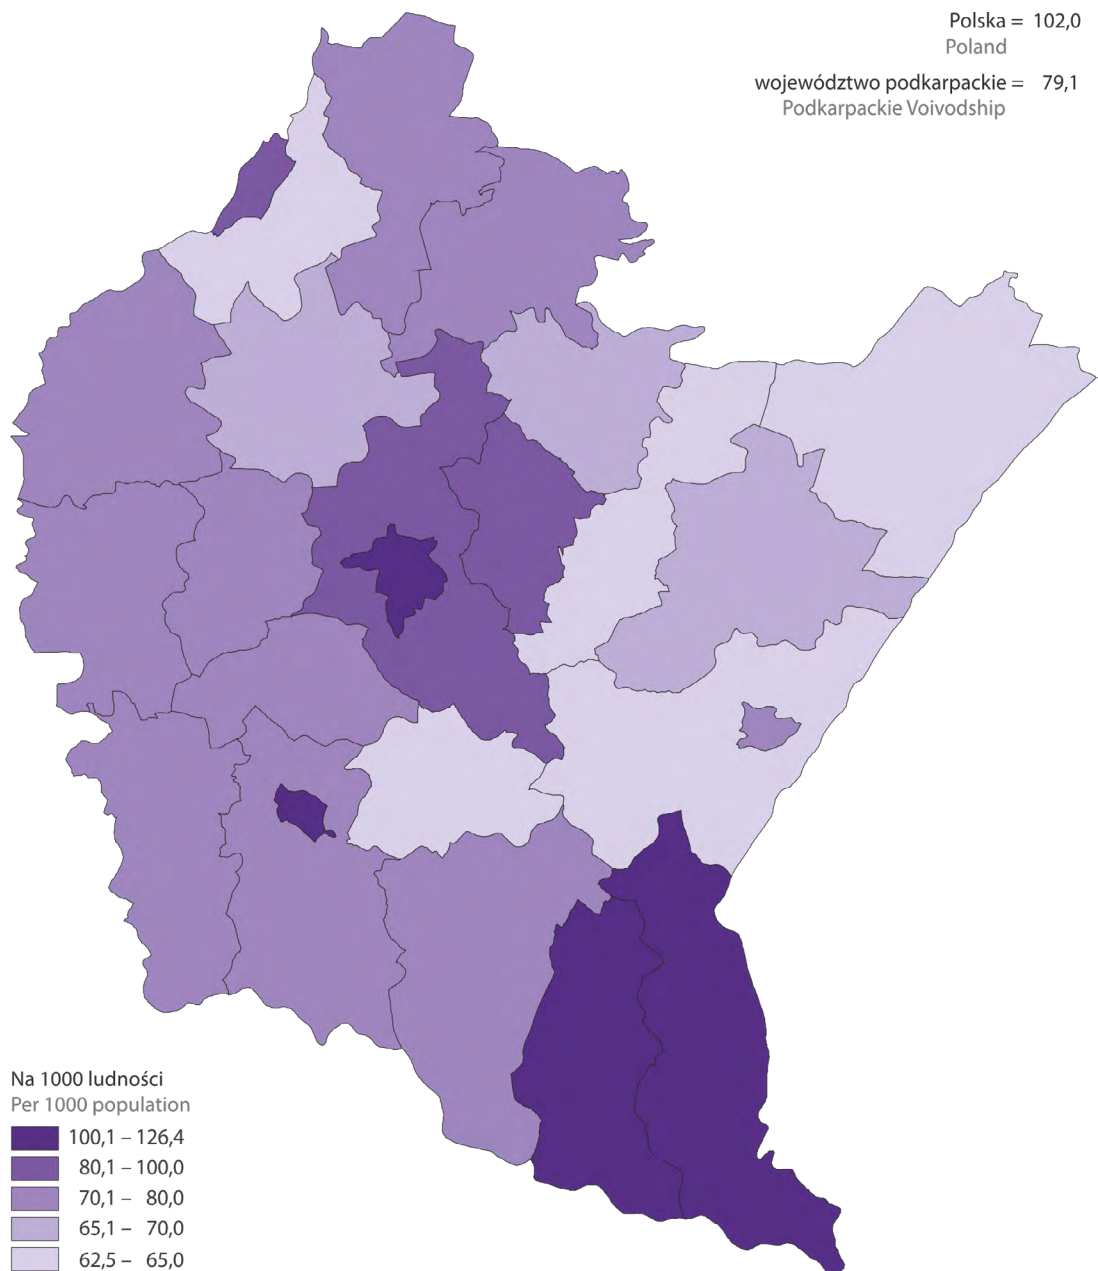 Polska = 102,0
Poland
województwo podkarpackie = 79,1
Podkarpackie Voivodship
Na 1000 ludności
Per 1000 population
100,1 – 126,4
80,1 – 100,0
70,1 – 80,0
65,1 – 70,0
62,5 – 65,0